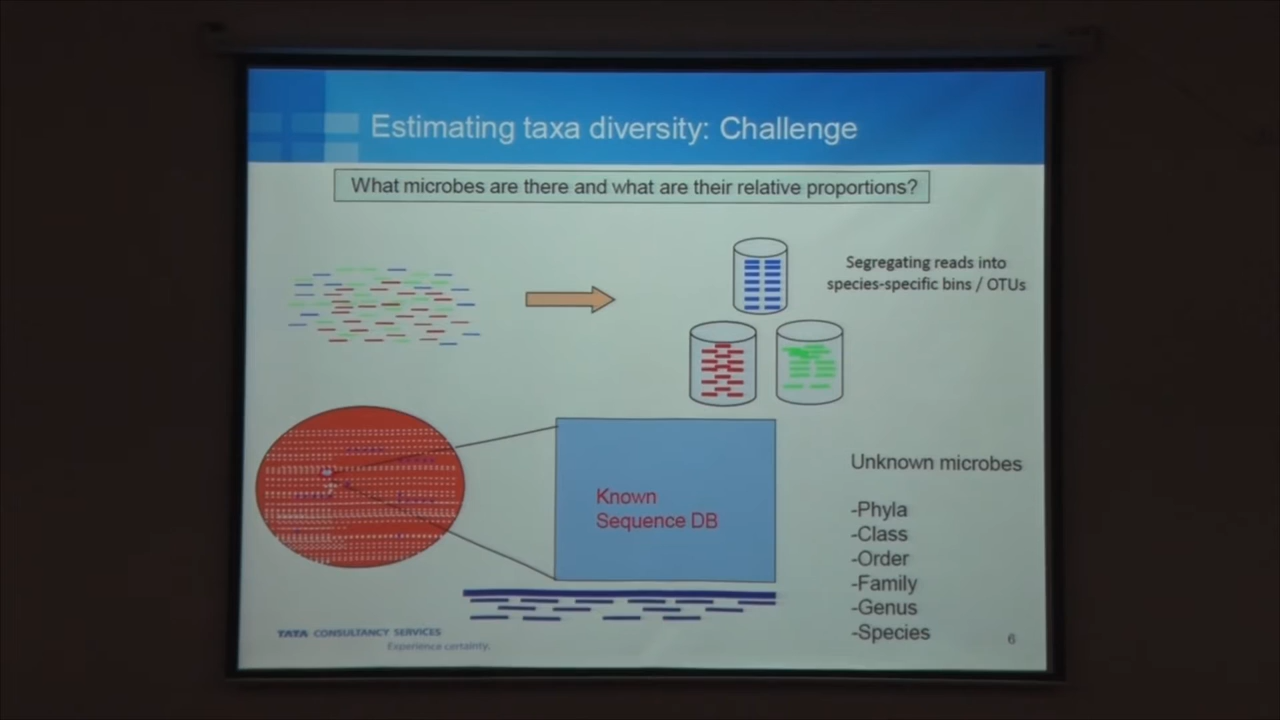 Estimating taxa diversity: Challenge
What microbes are there and what are their relative proportions?
Segregating reads into
species-specific bins / OTUs
Known
Sequence DB
Unknown microbes
-Phyla
-Class
-Order
-Family
-Genus
-Species
TATA CONSULTANCY SERVICES
Experience certainty.
6